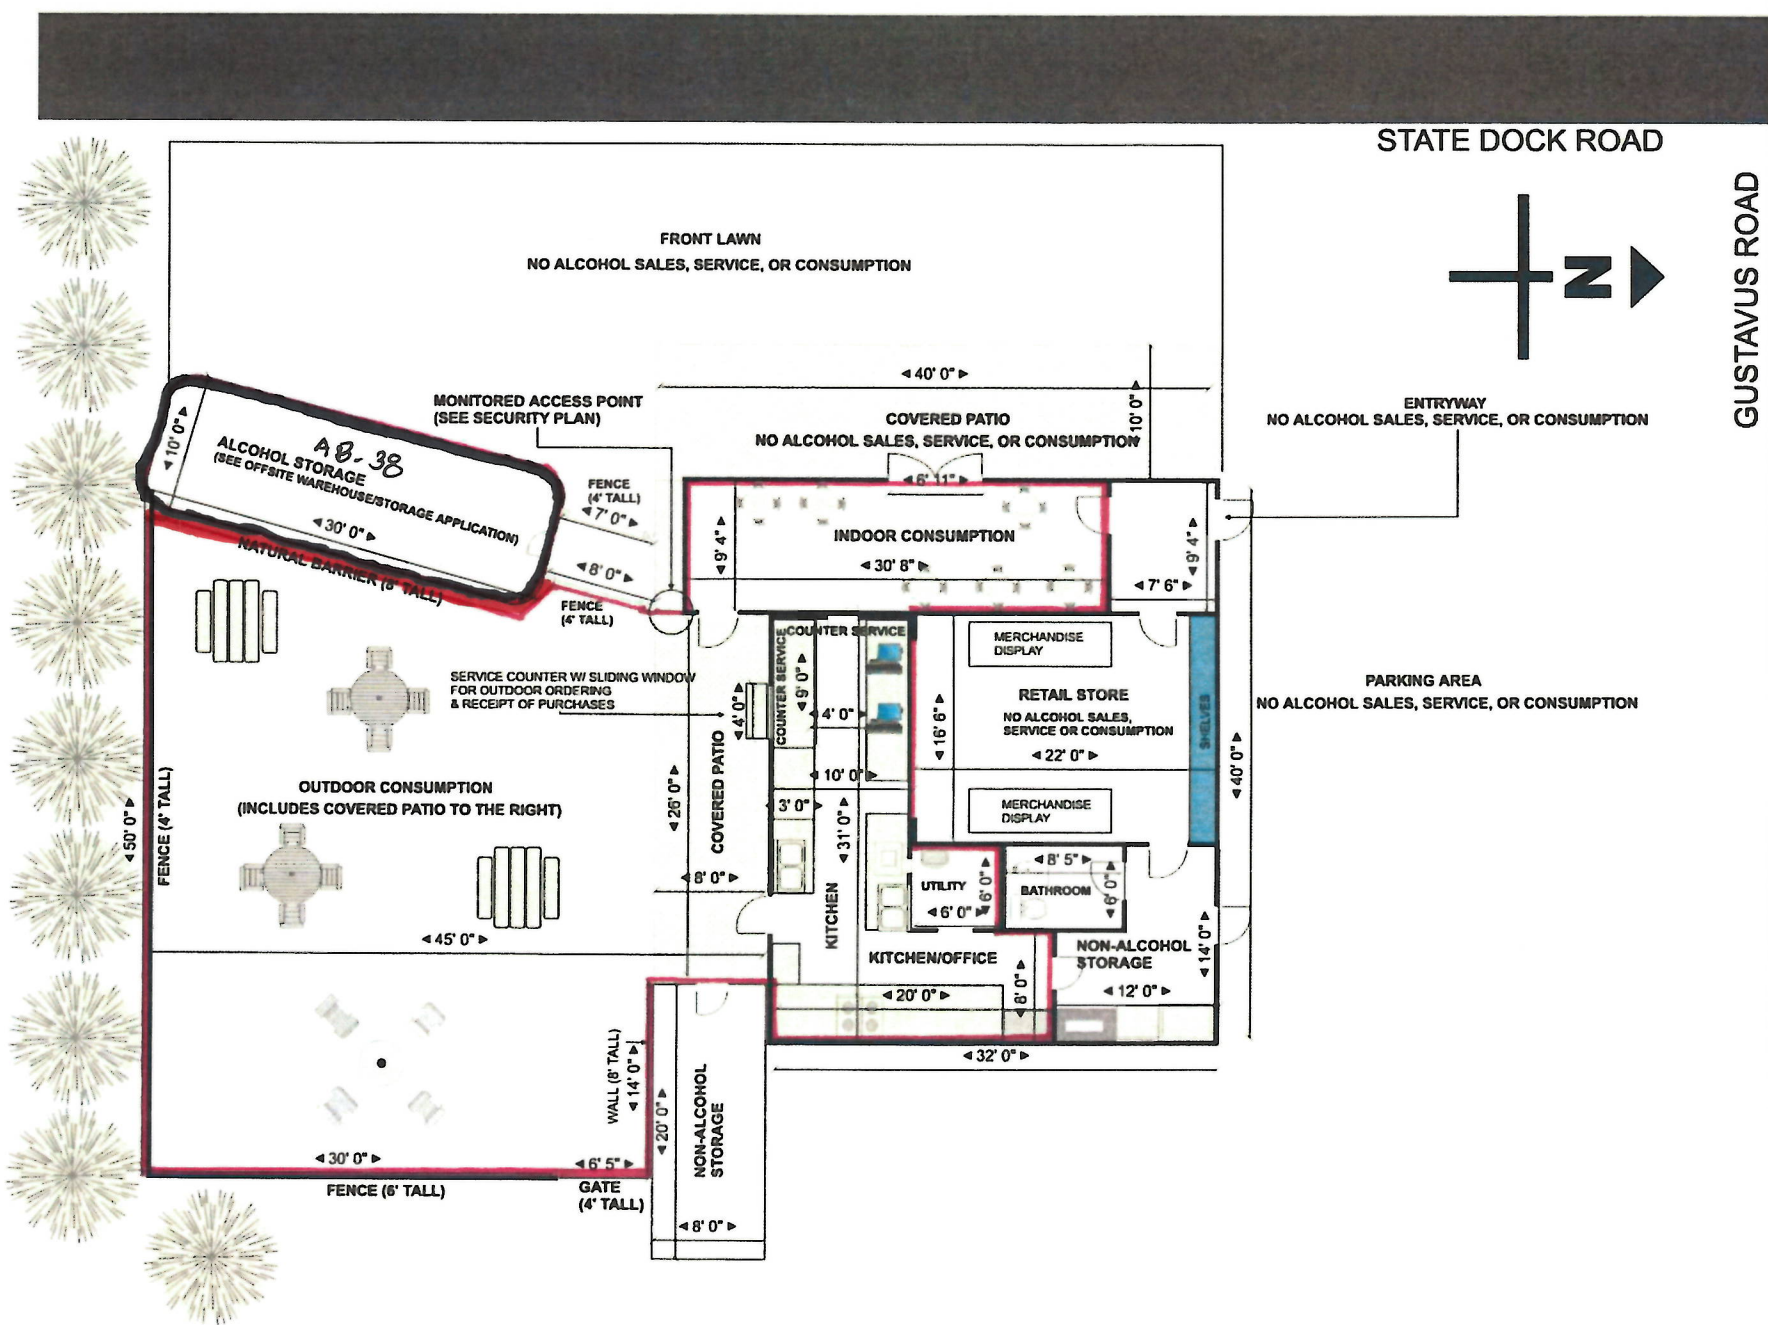 STATE DOCK ROAD
GUSTAVUS ROAD
N
FRONT LAWN
NO ALCOHOL SALES, SERVICE, OR CONSUMPTION
40' 0"
10' 0"
MONITORED ACCESS POINT
(SEE SECURITY PLAN)
COVERED PATIO
NO ALCOHOL SALES, SERVICE, OR CONSUMPTION
ENTRYWAY
NO ALCOHOL SALES, SERVICE, OR CONSUMPTION
10' 0"
AB-38
ALCOHOL STORAGE
(SEE OFFSITE WAREHOUSE/STORAGE APPLICATION)
30' 0"
NATURAL BARRIER (8' TALL)
FENCE
(4' TALL)
7' 0"
8' 0"
FENCE
(4' TALL)
6' 11"
9' 4"
INDOOR CONSUMPTION
30' 8"
9' 4"
7' 6"
SERVICE COUNTER W/ SLIDING WINDOW
FOR OUTDOOR ORDERING
& RECEIPT OF PURCHASES
4' 0"
COUNTER SERVICE
COUNTER SERVICE
9' 0"
4' 0"
MERCHANDISE
DISPLAY
RETAIL STORE
NO ALCOHOL SALES,
SERVICE OR CONSUMPTION
22' 0"
16' 6"
SHELVES
PARKING AREA
NO ALCOHOL SALES, SERVICE, OR CONSUMPTION
40' 0"
OUTDOOR CONSUMPTION
(INCLUDES COVERED PATIO TO THE RIGHT)
50' 0"
FENCE (4' TALL)
26' 0"
COVERED PATIO
10' 0"
3' 0"
31' 0"
MERCHANDISE
DISPLAY
8' 0"
KITCHEN
UTILITY
6' 0"
6' 0"
8' 5"
BATHROOM
6' 0"
45' 0"
KITCHEN/OFFICE
20' 0"
8' 0"
NON-ALCOHOL
STORAGE
14' 0"
12' 0"
32' 0"
WALL (8' TALL)
14' 0"
20' 0"
NON-ALCOHOL
STORAGE
30' 0"
6' 5"
FENCE (6' TALL)
GATE
(4' TALL)
8' 0"